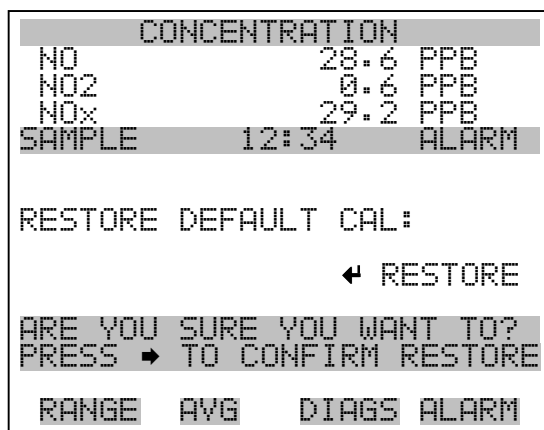 CONCENTRATION
NO 28.6 PPB
NO2 0.6 PPB
NOx 29.2 PPB
SAMPLE 12:34 ALARM
RESTORE DEFAULT CAL:
↵ RESTORE
ARE YOU SURE YOU WANT TO?
PRESS → TO CONFIRM RESTORE
RANGE AVG DIAGS ALARM